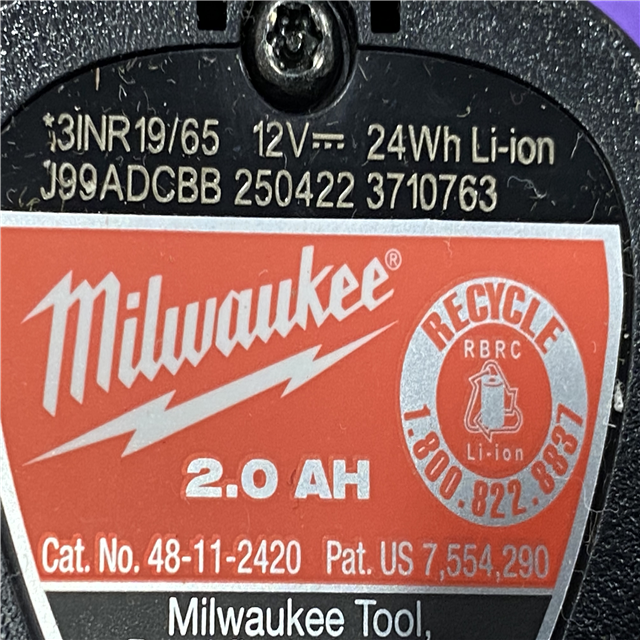 *3INR19/65 12V⎓ 24Wh Li-ion
J99ADCBB 250422 3710763
Milwaukee®
RECYCLE
RBRC
Li-ion
1.800.822.8837
2.0 AH
Cat. No. 48-11-2420 Pat. US 7,554,290
Milwaukee Tool,